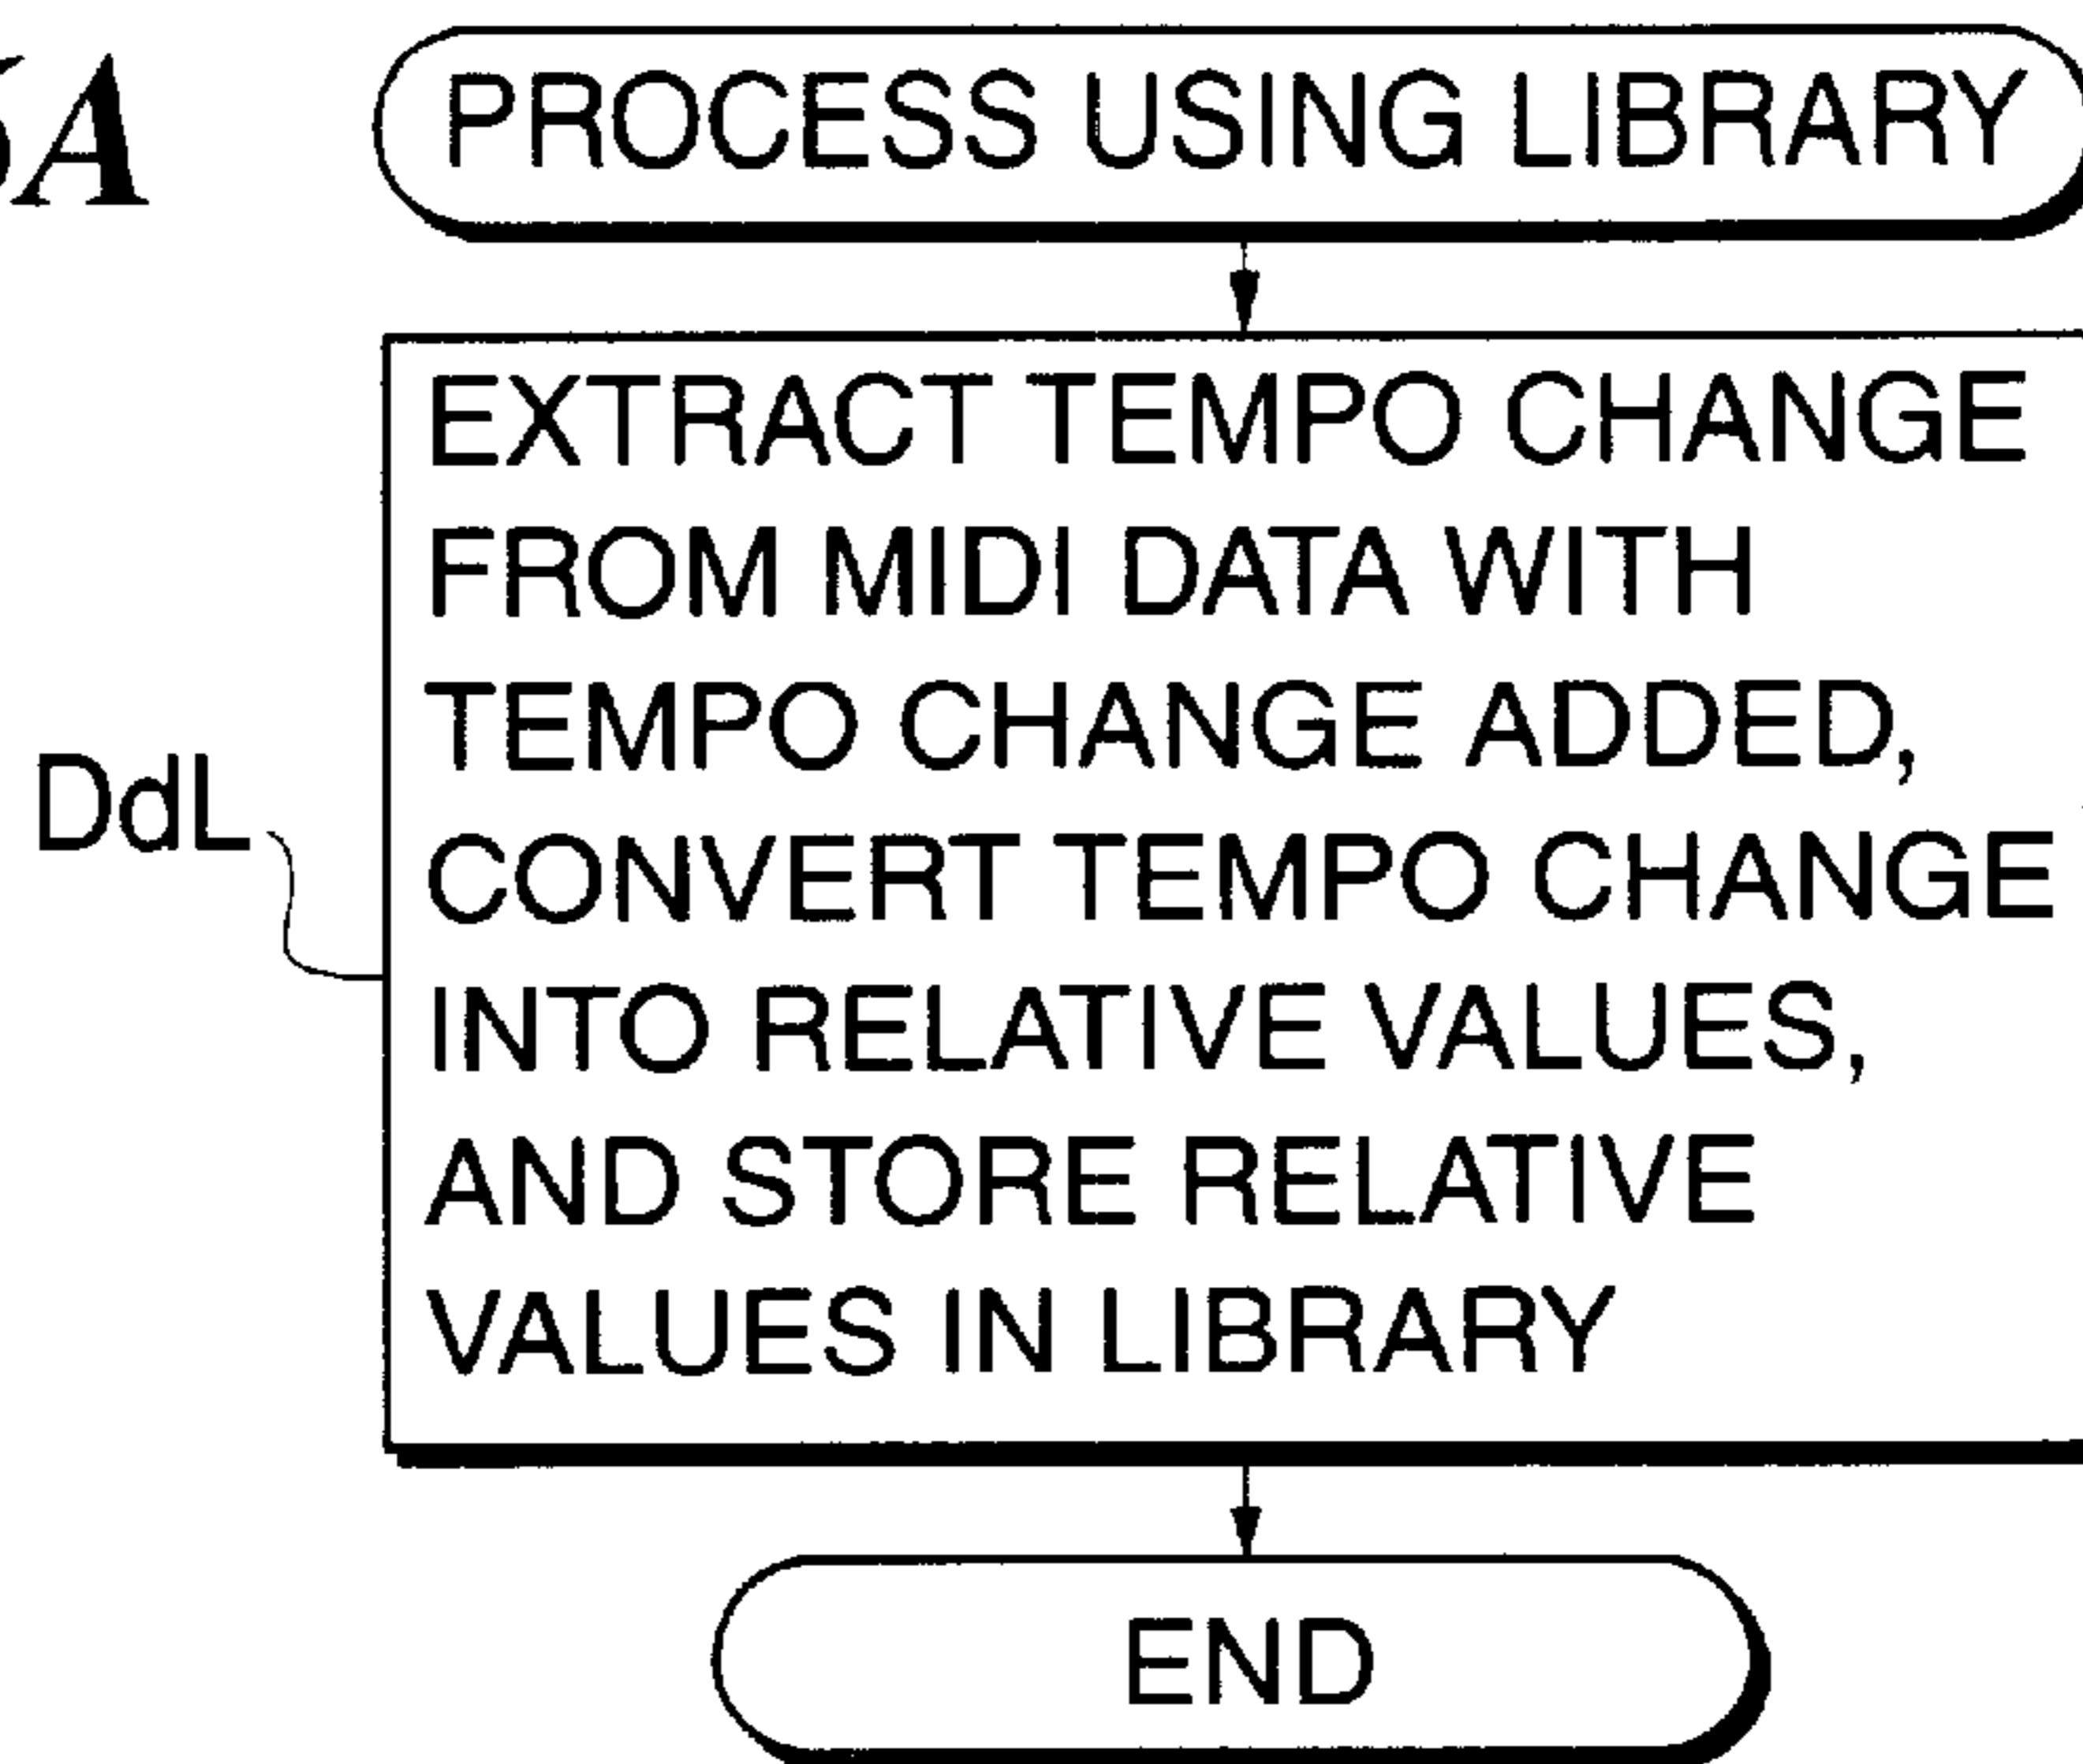 A
PROCESS USING LIBRARY
EXTRACT TEMPO CHANGE
FROM MIDI DATA WITH
TEMPO CHANGE ADDED,
CONVERT TEMPO CHANGE
INTO RELATIVE VALUES,
AND STORE RELATIVE
VALUES IN LIBRARY
DdL
END